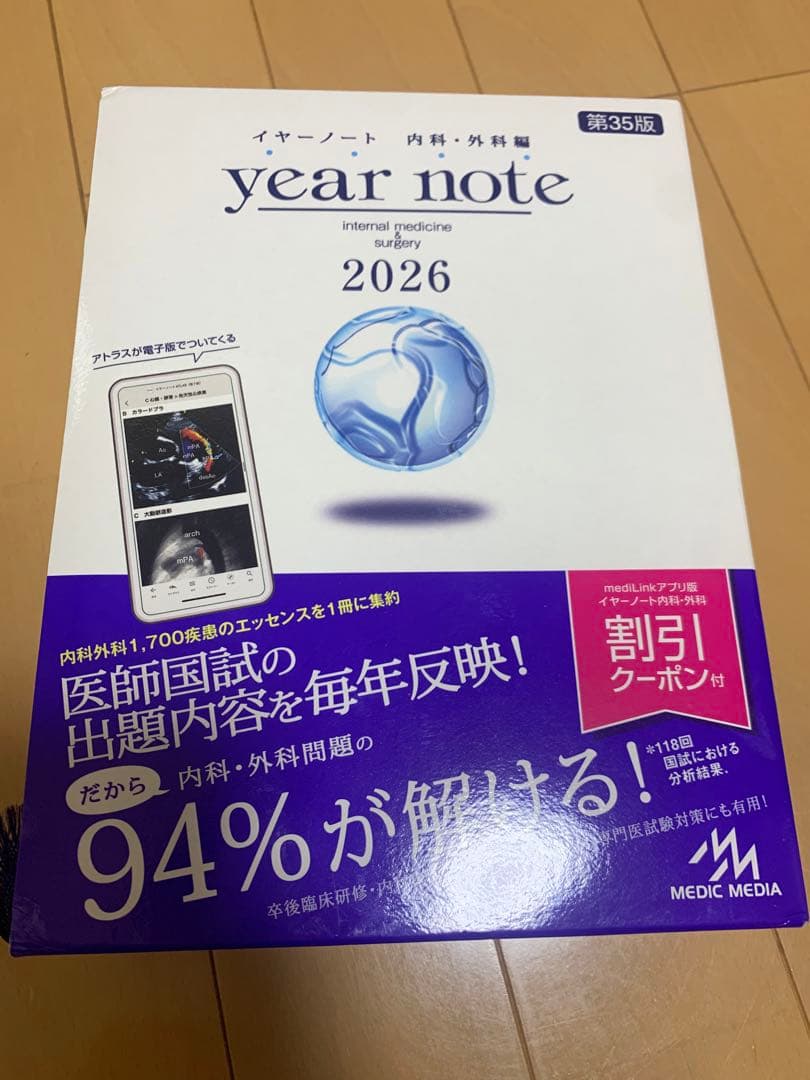 第35版
イヤーノート 内科・外科編
year note
internal medicine
&
surgery
2026
アトラスが電子版でついてくる
B カラードプラ
Ao
mPA
LA
desAo
C 大動脈造影
arch
mPA
内科外科1,700疾患のエッセンスを1冊に集約
医師国試の
出題内容を毎年反映!
だから
内科・外科問題の
94%が解ける!
*118回
国試における
分析結果.
卒後臨床研修・内
専門医試験対策にも有用!
mediLinkアプリ版
イヤーノート内科・外科
割引
クーポン付
MEDIC MEDIA